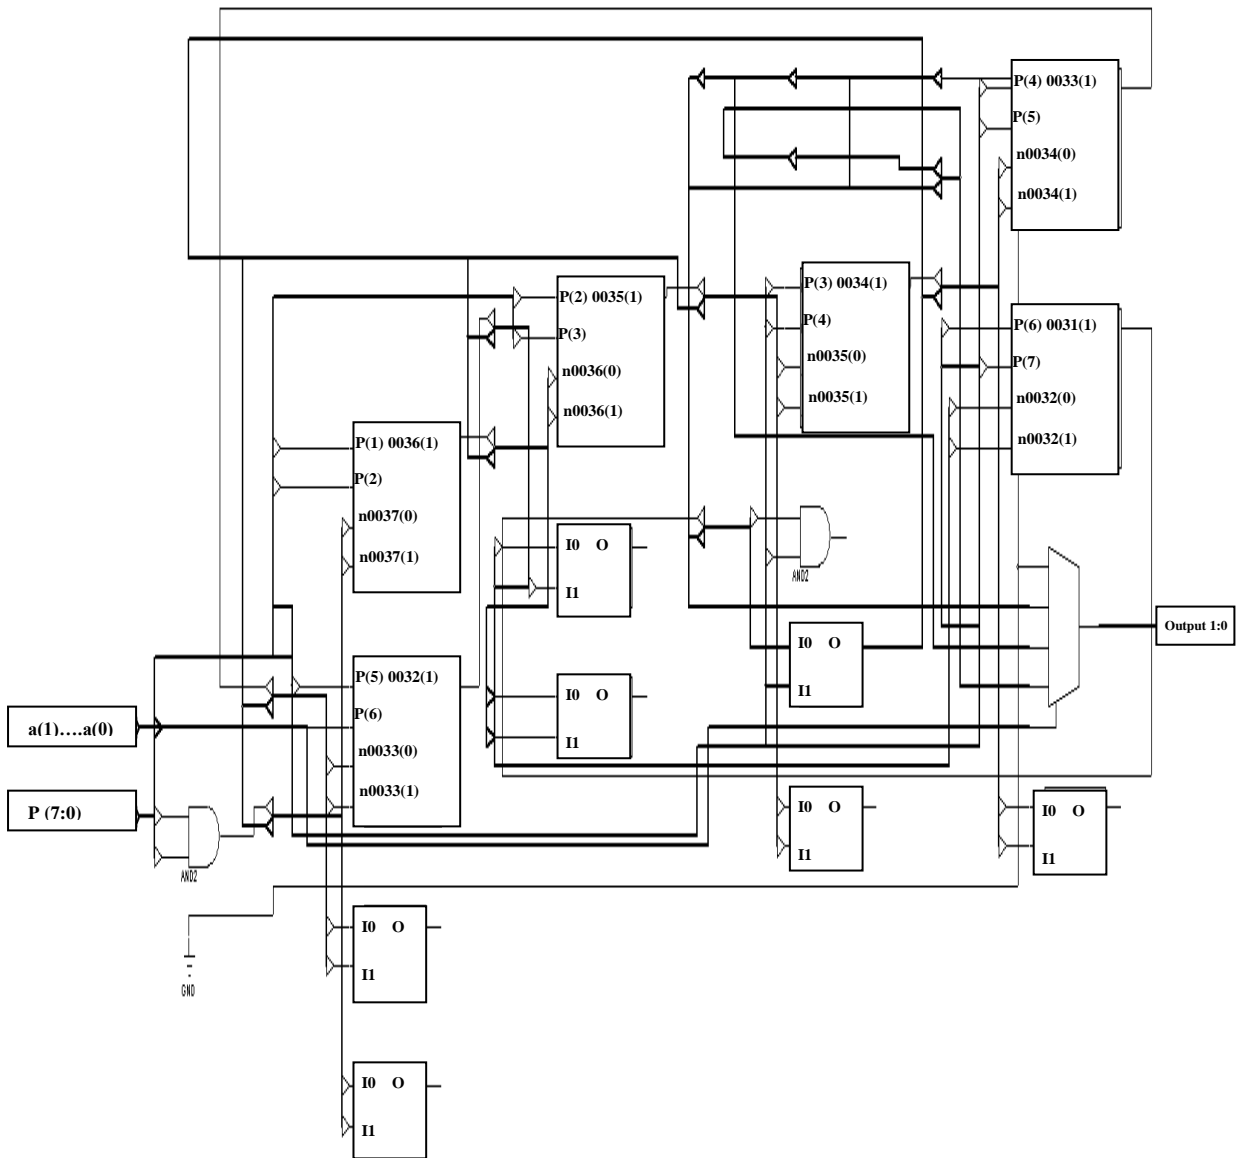 P(4) 0033(1)
P(5)
n0034(0)
n0034(1)
P(2) 0035(1)
P(3)
n0036(0)
n0036(1)
P(3) 0034(1)
P(4)
n0035(0)
n0035(1)
P(6) 0031(1)
P(7)
n0032(0)
n0032(1)
P(1) 0036(1)
P(2)
n0037(0)
n0037(1)
I0 O
I1
AND2
Output 1:0
I0 O
I1
P(5) 0032(1)
P(6)
n0033(0)
n0033(1)
I0 O
I1
a(1)….a(0)
P (7:0)
AND2
I0 O
I1
I0 O
I1
GND
I0 O
I1
I0 O
I1